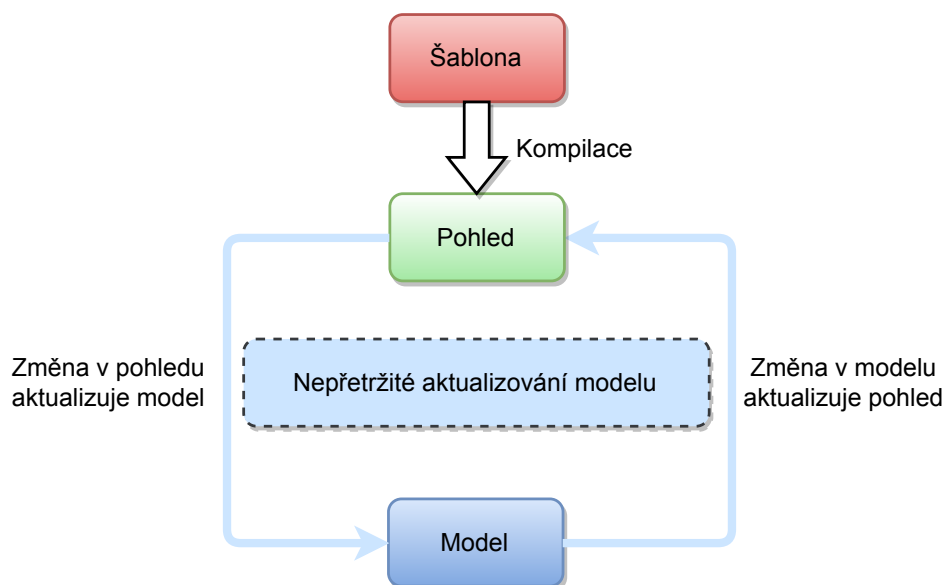 Šablona
Kompilace
Pohled
Změna v pohledu
aktualizuje model
Nepřetržité aktualizování modelu
Změna v modelu
aktualizuje pohled
Model